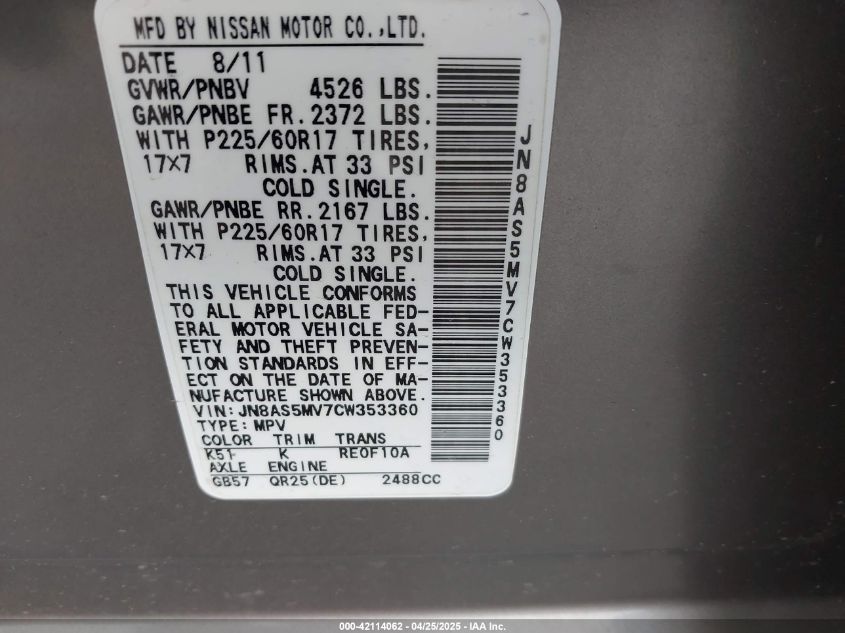 MFD BY NISSAN MOTOR CO.,LTD.
DATE 8/11
GVWR/PNBV 4526 LBS.
GAWR/PNBE FR. 2372 LBS.
WITH P225/60R17 TIRES,
17X7 RIMS.AT 33 PSI
COLD SINGLE.
GAWR/PNBE RR. 2167 LBS.
WITH P225/60R17 TIRES,
17X7 RIMS.AT 33 PSI
COLD SINGLE.
THIS VEHICLE CONFORMS
TO ALL APPLICABLE FED-
ERAL MOTOR VEHICLE SA-
FETY AND THEFT PREVEN-
TION STANDARDS IN EFF-
ECT ON THE DATE OF MA-
NUFACTURE SHOWN ABOVE.
VIN:JN8AS5MV7CW353360
TYPE:MPV
COLOR TRIM TRANS
K51 K RE0F10A
AXLE ENGINE
GB57 QR25(DE) 2488CC
JN8AS5MV7CW353360
000-42114062 - 04/25/2025 - IAA Inc.